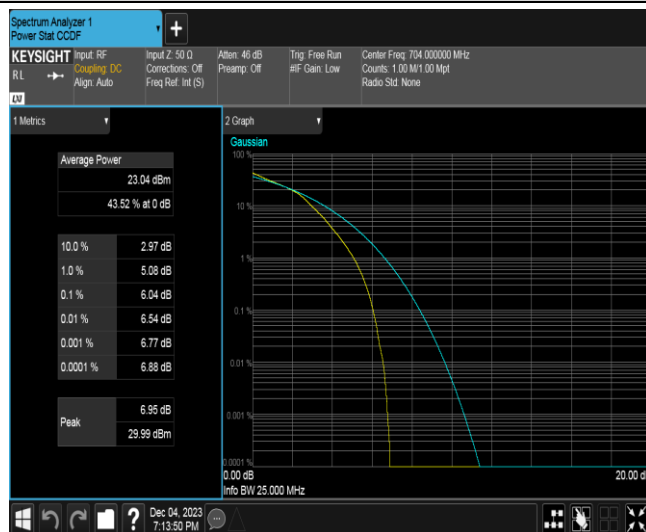 Spectrum Analyzer 1
Power Stat CCDF
KEYSIGHT
RL
LXI
Input: RF
Coupling: DC
Align: Auto
Input Z: 50 Ω
Corrections: Off
Freq Ref: Int (S)
Atten: 46 dB
Preamp: Off
Trig: Free Run
#IF Gain: Low
Center Freq: 704.000000 MHz
Counts: 1.00 M/1.00 Mpt
Radio Std: None
1 Metrics
Average Power
23.04 dBm
43.52 % at 0 dB
10.0 % 2.97 dB
1.0 % 5.08 dB
0.1 % 6.04 dB
0.01 % 6.54 dB
0.001 % 6.77 dB
0.0001 % 6.88 dB
Peak
6.95 dB
29.99 dBm
2 Graph
Gaussian
100 %
10 %
1 %
0.1 %
0.01 %
0.001 %
0.0001 %
0.00 dB
20.00 d
Info BW 25.000 MHz
Dec 04, 2023
7:13:50 PM